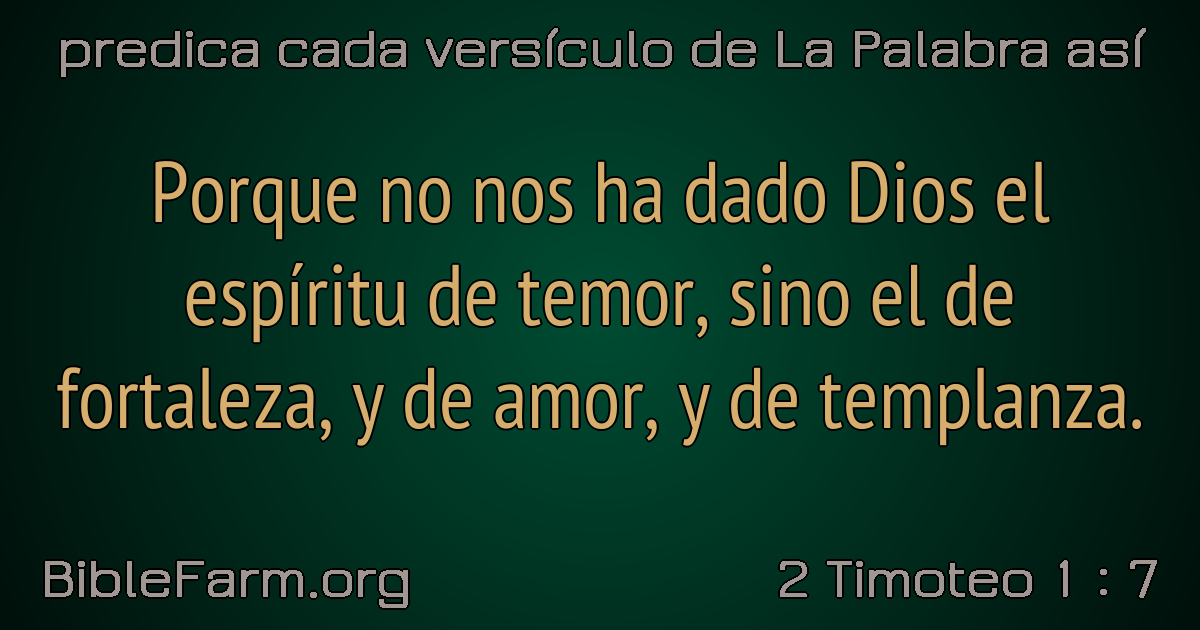 predica cada versículo de La Palabra así
Porque no nos ha dado Dios el
espíritu de temor, sino el de
fortaleza, y de amor, y de templanza.
BibleFarm.org
2 Timoteo 1 : 7